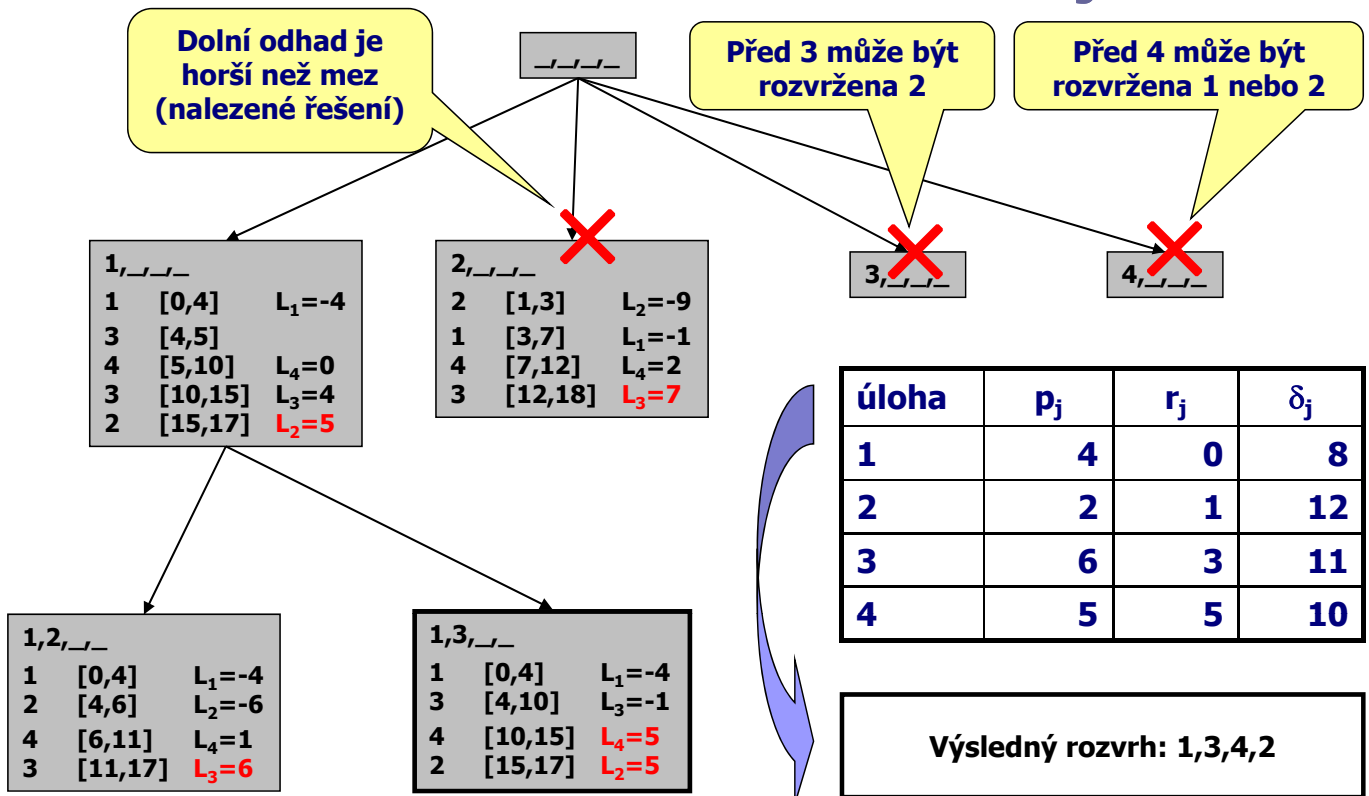 Dolní odhad je
horší než mez
(nalezené řešení)
_,_,_,_
Před 3 může být
rozvržena 2
Před 4 může být
rozvržena 1 nebo 2
1,_,_,_
1 [0,4] L1=-4
3 [4,5]
4 [5,10] L4=0
3 [10,15] L3=4
2 [15,17] L2=5
2,_,_,_
2 [1,3] L2=-9
1 [3,7] L1=-1
4 [7,12] L4=2
3 [12,18] L3=7
3,_,_,_
4,_,_,_
úloha pj rj δj
1 4 0 8
2 2 1 12
3 6 3 11
4 5 5 10
1,2,_,_
1 [0,4] L1=-4
2 [4,6] L2=-6
4 [6,11] L4=1
3 [11,17] L3=6
1,3,_,_
1 [0,4] L1=-4
3 [4,10] L3=-1
4 [10,15] L4=5
2 [15,17] L2=5
Výsledný rozvrh: 1,3,4,2